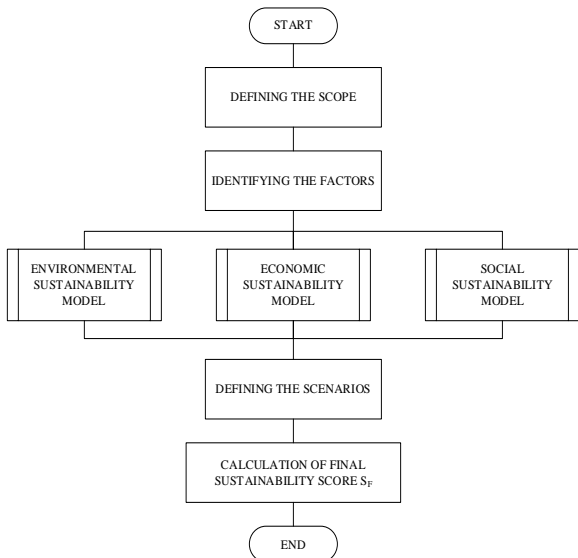 START
DEFINING THE SCOPE
IDENTIFYING THE FACTORS
ENVIRONMENTAL
SUSTAINABILITY
MODEL
ECONOMIC
SUSTAINABILITY
MODEL
SOCIAL
SUSTAINABILITY
MODEL
DEFINING THE SCENARIOS
CALCULATION OF FINAL
SUSTAINABILITY SCORE S_F
END